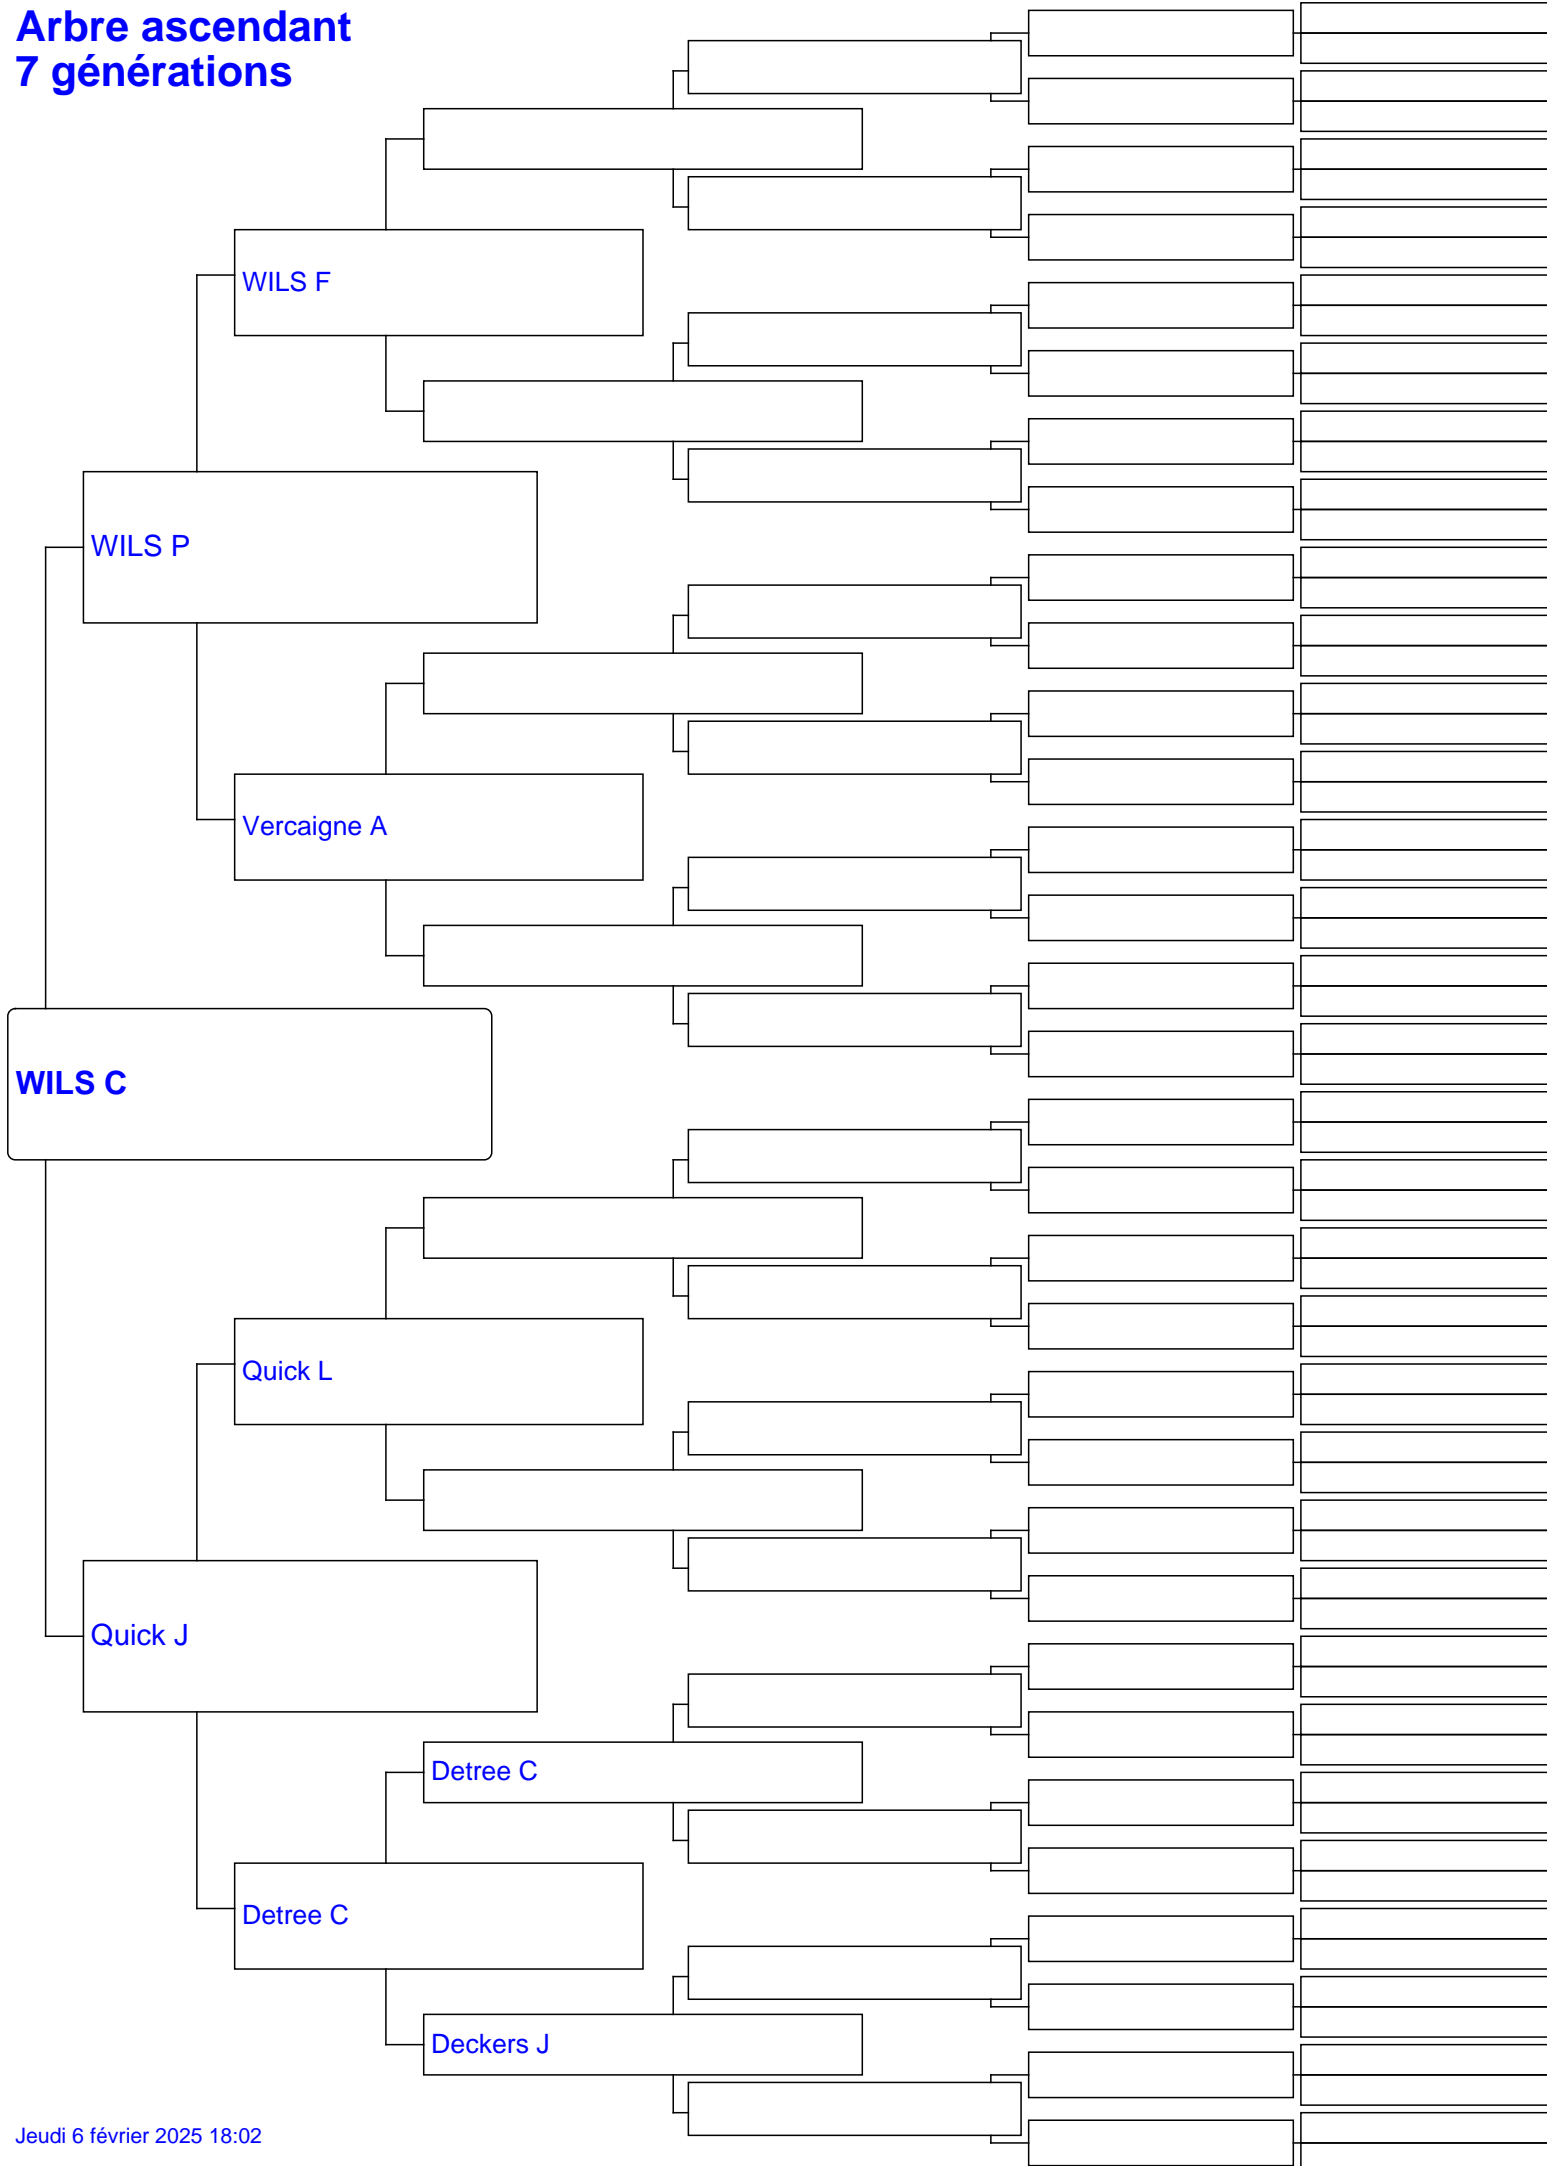 Arbre ascendant
7 générations
WILS F
WILS P
Vercaigne A
WILS C
Quick L
Quick J
Detree C
Detree C
Deckers J
Jeudi 6 février 2025 18:02